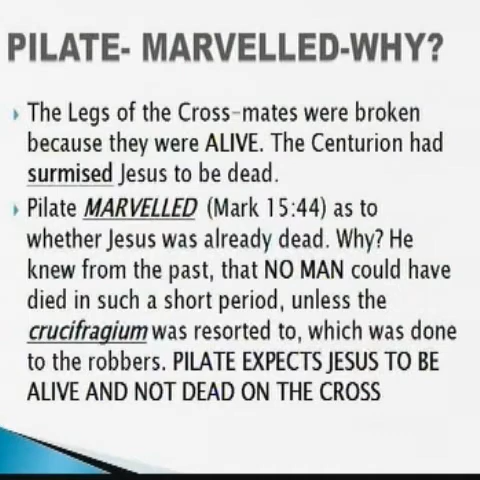 PILATE- MARVELLED-WHY?
The Legs of the Cross-mates were broken
because they were ALIVE. The Centurion had
surmised Jesus to be dead.
Pilate MARVELLED (Mark 15:44) as to
whether Jesus was already dead. Why? He
knew from the past, that NO MAN could have
died in such a short period, unless the
crucifragium was resorted to, which was done
to the robbers. PILATE EXPECTS JESUS TO BE
ALIVE AND NOT DEAD ON THE CROSS